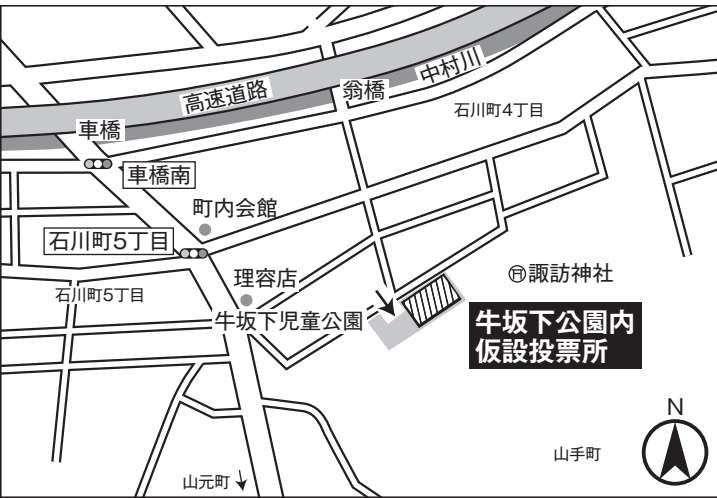 高速道路
中村川
翁橋
石川町4丁目
車橋
車橋南
町内会館
石川町5丁目
理容店
石川町5丁目
牛坂下児童公園
諏訪神社
牛坂下公園内
仮設投票所
N
山手町
山元町